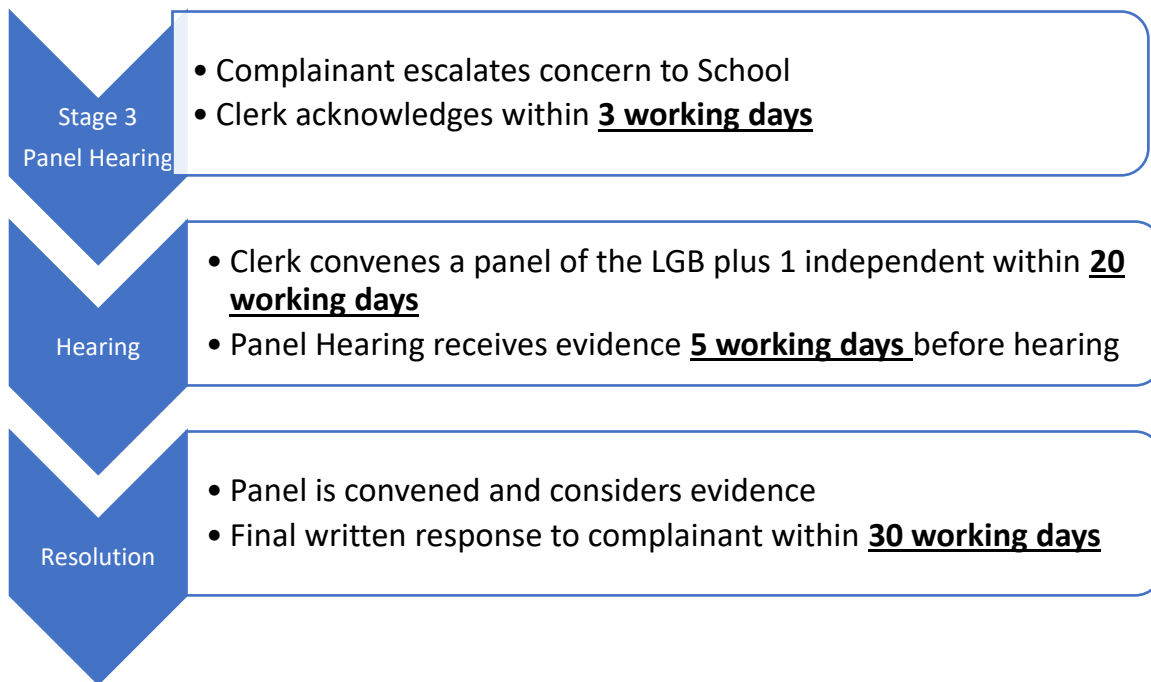 Stage 3
Panel Hearing
• Complainant escalates concern to School
• Clerk acknowledges within 3 working days
Hearing
• Clerk convenes a panel of the LGB plus 1 independent within 20
working days
• Panel Hearing receives evidence 5 working days before hearing
Resolution
• Panel is convened and considers evidence
• Final written response to complainant within 30 working days